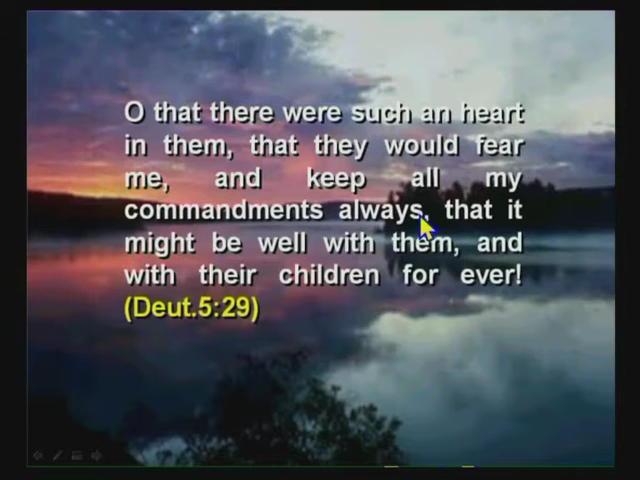 O that there were such an heart
in them, that they would fear
me, and keep all my
commandments always, that it
might be well with them, and
with their children for ever!
(Deut.5:29)